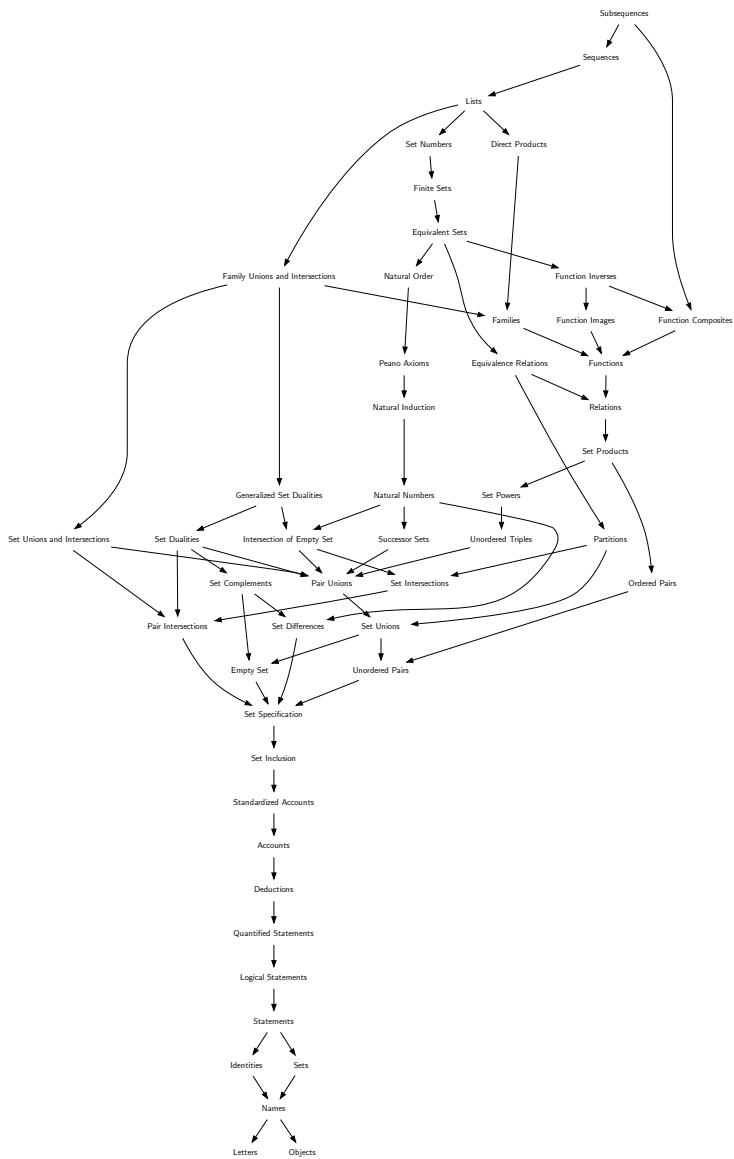 Subsequences
Sequences
Lists
Set Numbers
Direct Products
Finite Sets
Equivalent Sets
Family Unions and Intersections
Natural Order
Function Inverses
Families
Function Images
Function Composites
Peano Axioms
Equivalence Relations
Functions
Natural Induction
Relations
Set Products
Generalized Set Dualities
Natural Numbers
Set Powers
Set Unions and Intersections
Set Dualities
Intersection of Empty Set
Successor Sets
Unordered Triples
Partitions
Set Complements
Pair Unions
Set Intersections
Ordered Pairs
Pair Intersections
Set Differences
Set Unions
Empty Set
Unordered Pairs
Set Specification
Set Inclusion
Standardized Accounts
Accounts
Deductions
Quantified Statements
Logical Statements
Statements
Identities
Sets
Names
Letters
Objects